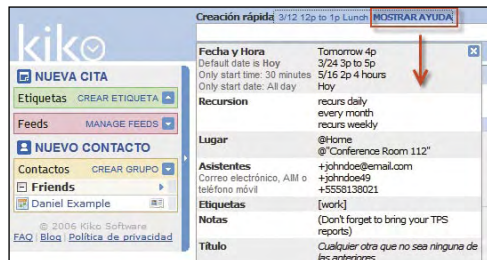 Creación rápida 3/12 12p to 1p Lunch MOSTRAR AYUDA
kiko
NUEVA CITA
Etiquetas CREAR ETIQUETA
Feeds MANAGE FEEDS
NUEVO CONTACTO
Contactos CREAR GRUPO
Friends
Daniel Example
© 2006 Kiko Software
FAQ | Blog | Política de privacidad
Fecha y Hora Tomorrow 4p
Default date is Hoy 3/24 3p to 5p
Only start time: 30 minutes 5/16 2p 4 hours
Only start date: All day Hoy
Recursion recurs daily
every month
recurs weekly
Lugar @Home
@"Conference Room 112"
Asistentes +johndoe@email.com
Correo electrónico, AIM o +johndoe49
teléfono móvil +5558138021
Etiquetas [work]
Notas (Don't forget to bring your TPS
reports)
Título Cualquier otra que no sea ninguna de
las anteriores